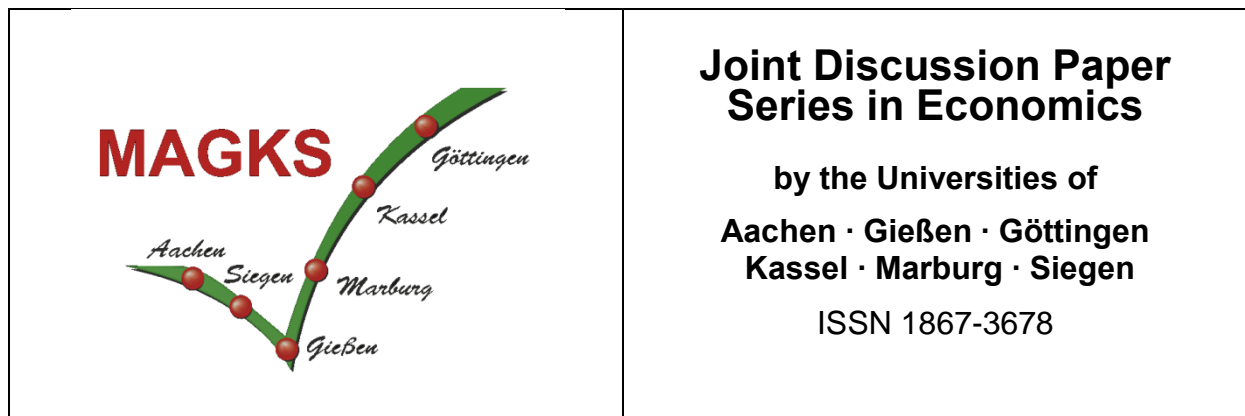 MAGKS
Göttingen
Kassel
Aachen
Siegen
Marburg
Gießen
Joint Discussion Paper
Series in Economics
by the Universities of
Aachen · Gießen · Göttingen
Kassel · Marburg · Siegen
ISSN 1867-3678